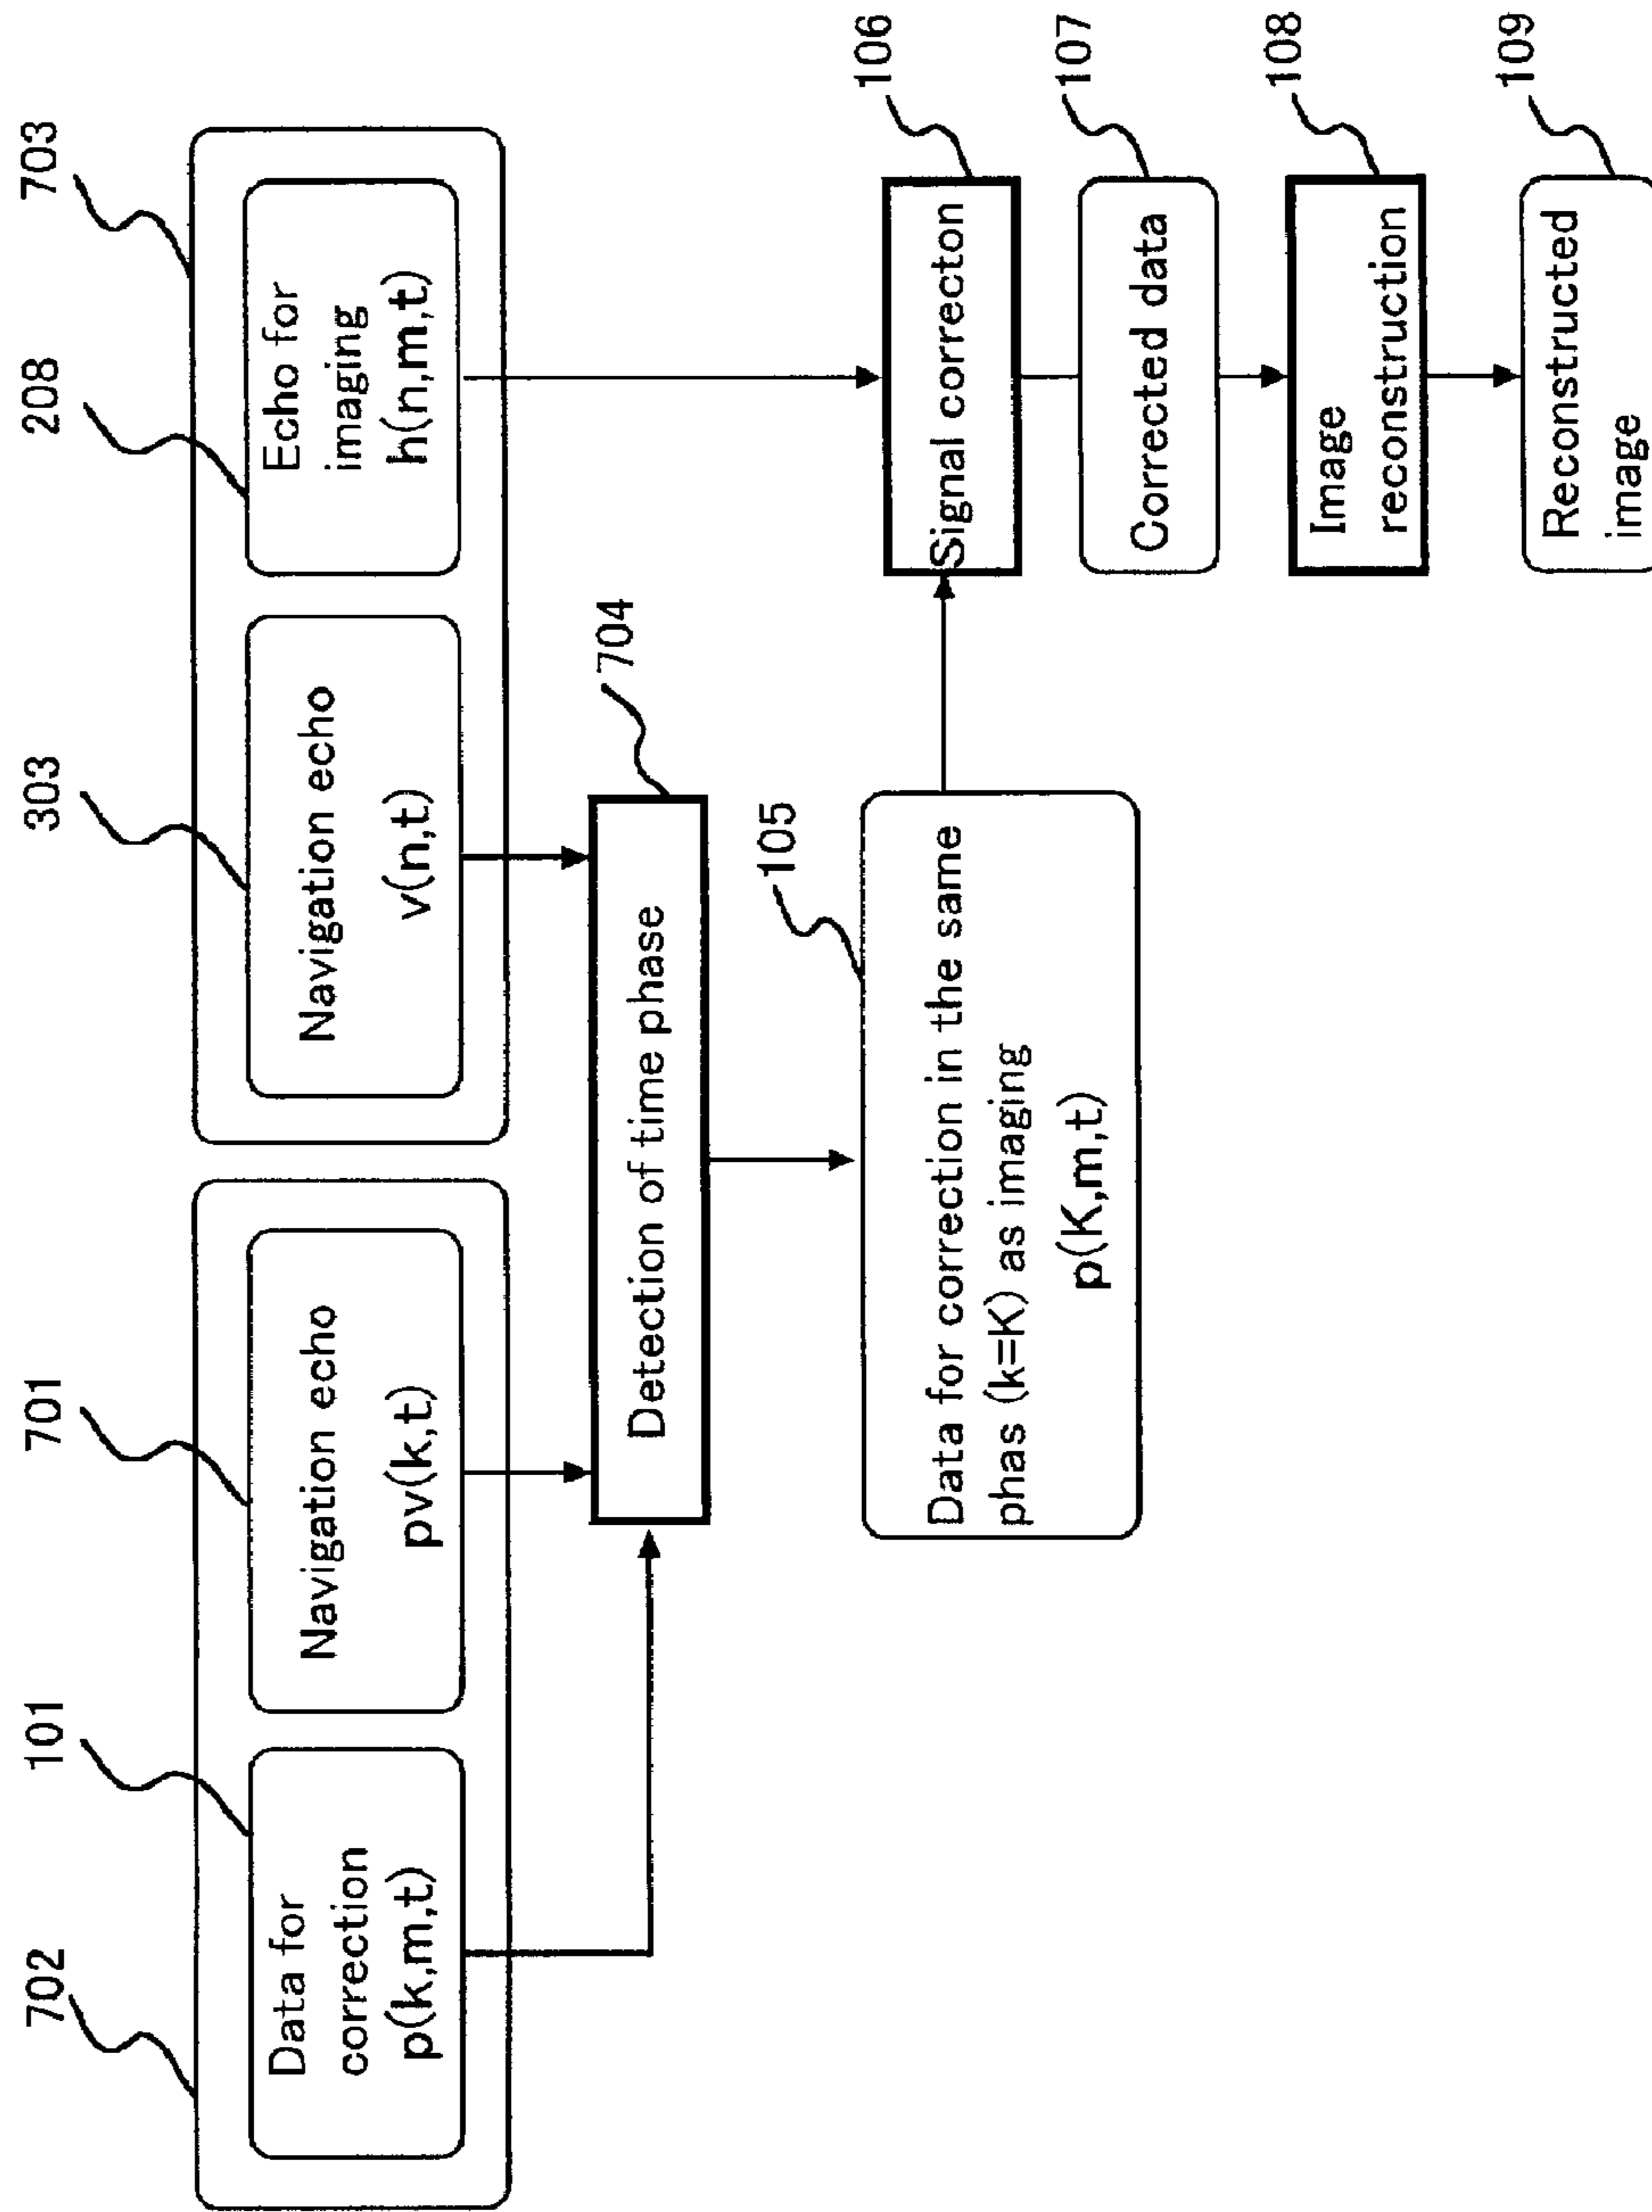 702
101
701
303
208
703
Data for
correction
p(k,m,t)
Navigation echo
pv(k,t)
Navigation echo
v(n,t)
Echo for
imaging
h(n,m,t)
704
Detection of time phase
105
Data for correction in the same
phas (k=K) as imaging
p(K,m,t)
106
Signal correcton
107
Corrected data
108
Image
reconstruction
109
Reconstructed
image